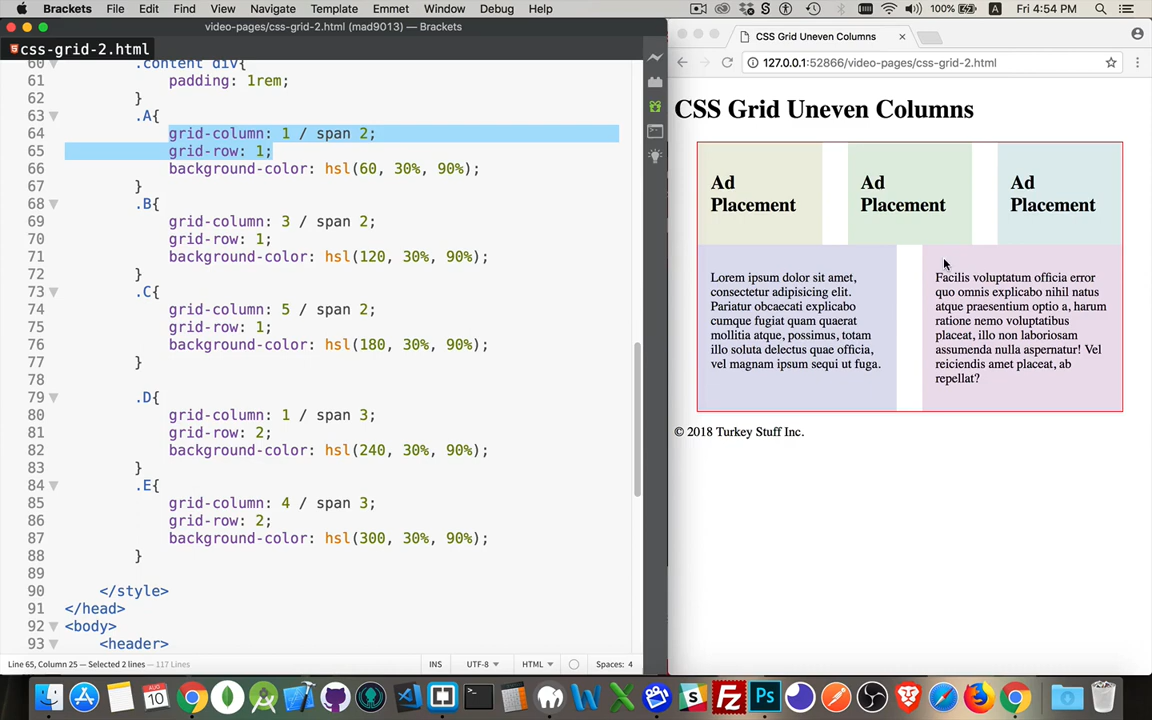 Brackets File Edit View Navigate Template Emmet Window Debug Help 100% A Fri 4:54 PM
video-pages/css-grid-2.html (mad9013) — Brackets
css-grid-2.html
60 .content div{
61 padding: 1rem;
62 }
63 .A{
64 grid-column: 1 / span 2;
65 grid-row: 1;
66 background-color: hsl(60, 30%, 90%);
67 }
68 .B{
69 grid-column: 3 / span 2;
70 grid-row: 1;
71 background-color: hsl(120, 30%, 90%);
72 }
73 .C{
74 grid-column: 5 / span 2;
75 grid-row: 1;
76 background-color: hsl(180, 30%, 90%);
77 }
78
79 .D{
80 grid-column: 1 / span 3;
81 grid-row: 2;
82 background-color: hsl(240, 30%, 90%);
83 }
84 .E{
85 grid-column: 4 / span 3;
86 grid-row: 2;
87 background-color: hsl(300, 30%, 90%);
88 }
89
90 </style>
91 </head>
92 <body>
93 <header>
Line 65, Column 25 — Selected 2 lines — 117 Lines INS UTF-8 HTML Spaces: 4
CSS Grid Uneven Columns
127.0.0.1:52866/video-pages/css-grid-2.html
CSS Grid Uneven Columns
Ad
Placement
Ad
Placement
Ad
Placement
Lorem ipsum dolor sit amet,
consectetur adipisicing elit.
Pariatur obcaecati explicabo
cumque fugiat quam quaerat
mollitia atque, possimus, totam
illo soluta delectus quae officia,
vel magnam ipsum sequi ut fuga.
Facilis voluptatum officia error
quo omnis explicabo nihil natus
atque praesentium optio a, harum
ratione nemo voluptatibus
placeat, illo non laboriosam
assumenda nulla aspernatur! Vel
reiciendis amet placeat, ab
repellat?
© 2018 Turkey Stuff Inc.
AUG
10
Fz
Ps